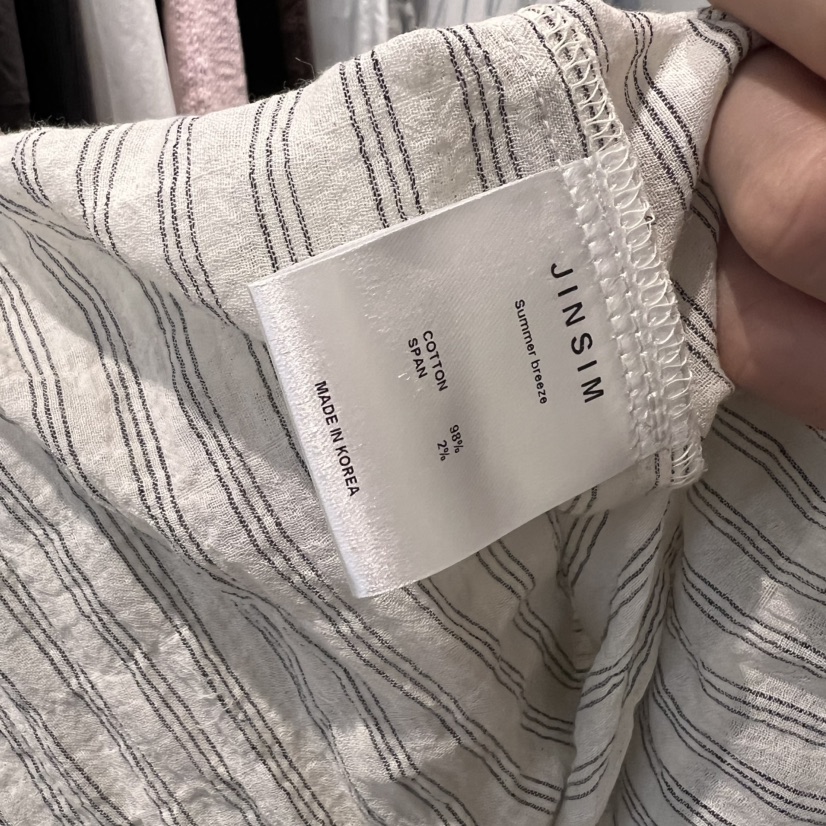 JINSIM
Summer breeze
COTTON 98%
SPAN 2%
MADE IN KOREA